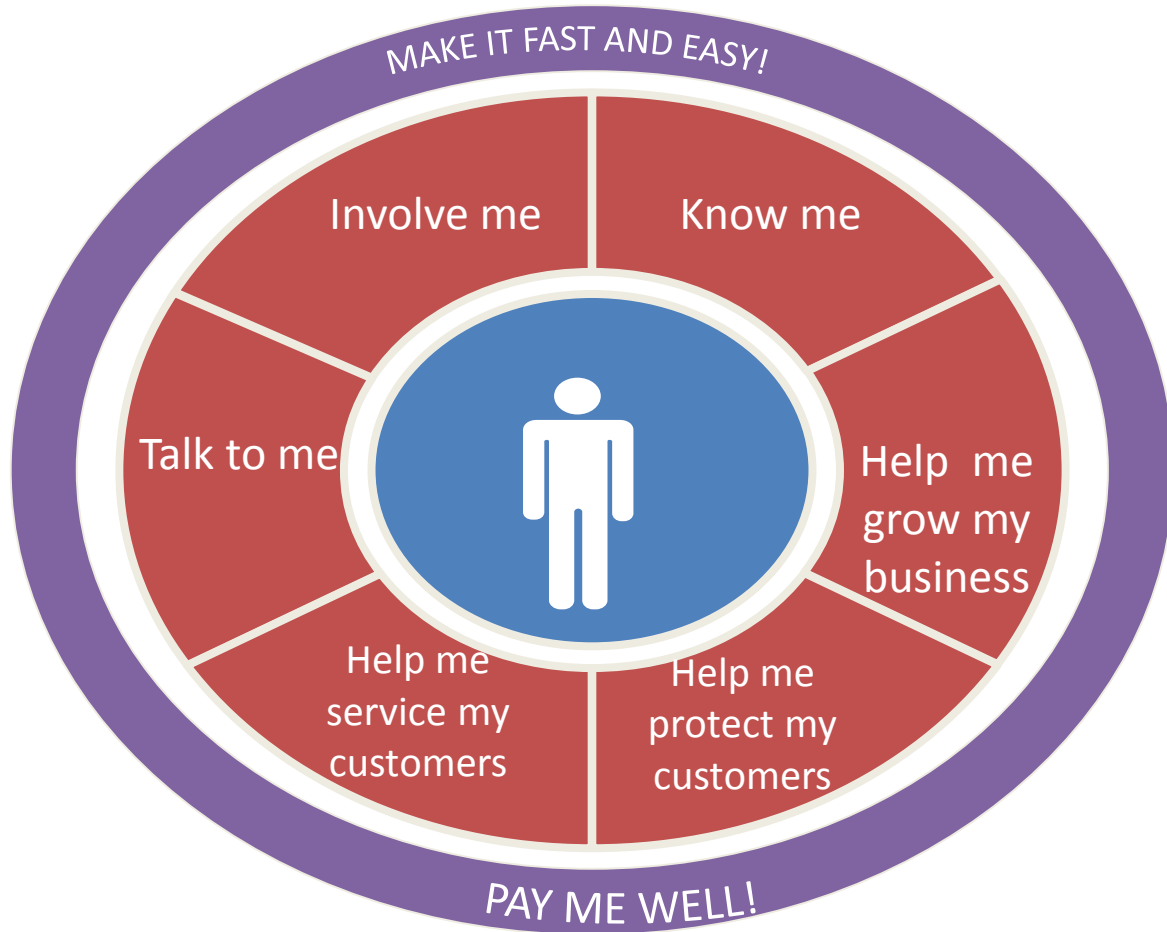 MAKE IT FAST AND EASY!
Involve me
Know me
Talk to me
Help me
grow my
business
Help me
service my
customers
Help me
protect my
customers
PAY ME WELL!